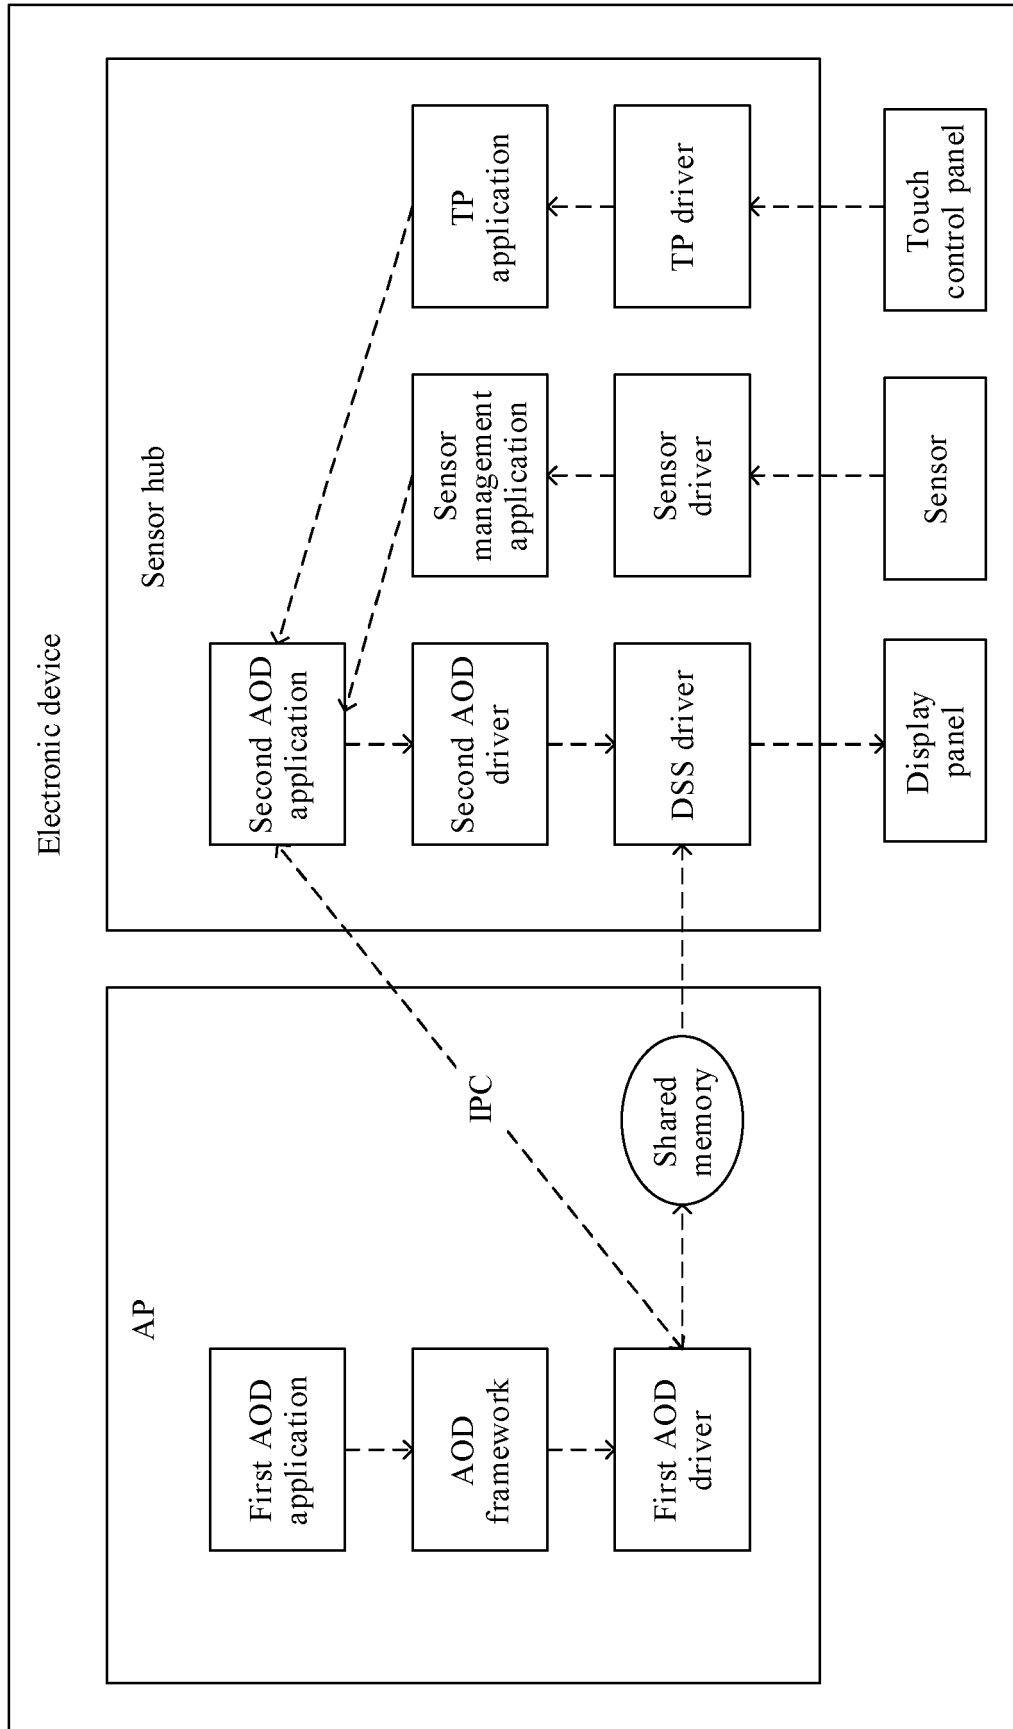 Electronic device
AP
Sensor hub
First AOD
application
Second AOD
application
IPC
AOD
framework
Second AOD
driver
Sensor
management
application
TP
application
First AOD
driver
Shared
memory
DSS driver
Sensor
driver
TP driver
Display
panel
Sensor
Touch
control panel